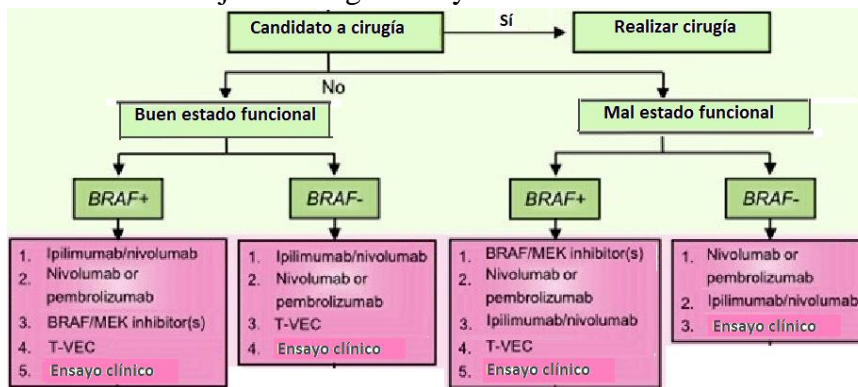 Candidato a cirugía
Sí
Realizar cirugía
No
Buen estado funcional
Mal estado funcional
BRAF+
BRAF-
BRAF+
BRAF-
1. Ipilimumab/nivolumab
2. Nivolumab or
pembrolizumab
3. BRAF/MEK inhibitor(s)
4. T-VEC
5. Ensayo clínico
1. Ipilimumab/nivolumab
2. Nivolumab or
pembrolizumab
3. T-VEC
4. Ensayo clínico
1. BRAF/MEK inhibitor(s)
2. Nivolumab or
pembrolizumab
3. Ipilimumab/nivolumab
4. T-VEC
5. Ensayo clínico
1. Nivolumab or
pembrolizumab
2. Ipilimumab/nivolumab
3. Ensayo clínico